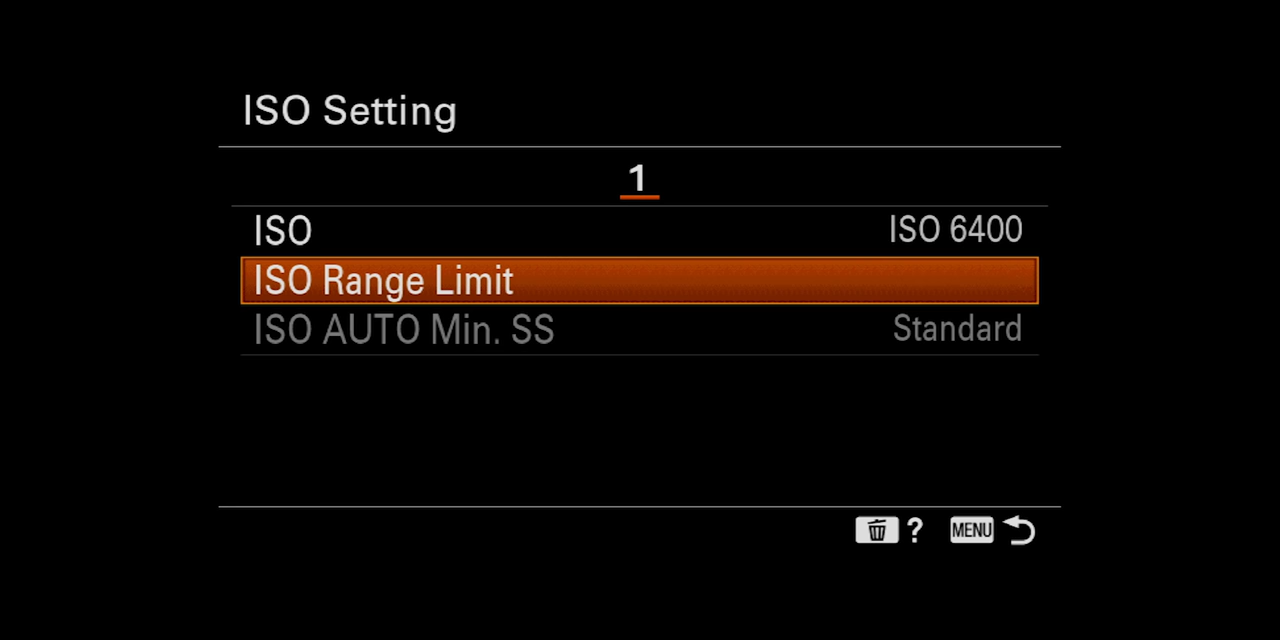 ISO Setting
1
ISO ISO 6400
ISO Range Limit
ISO AUTO Min. SS Standard
? MENU